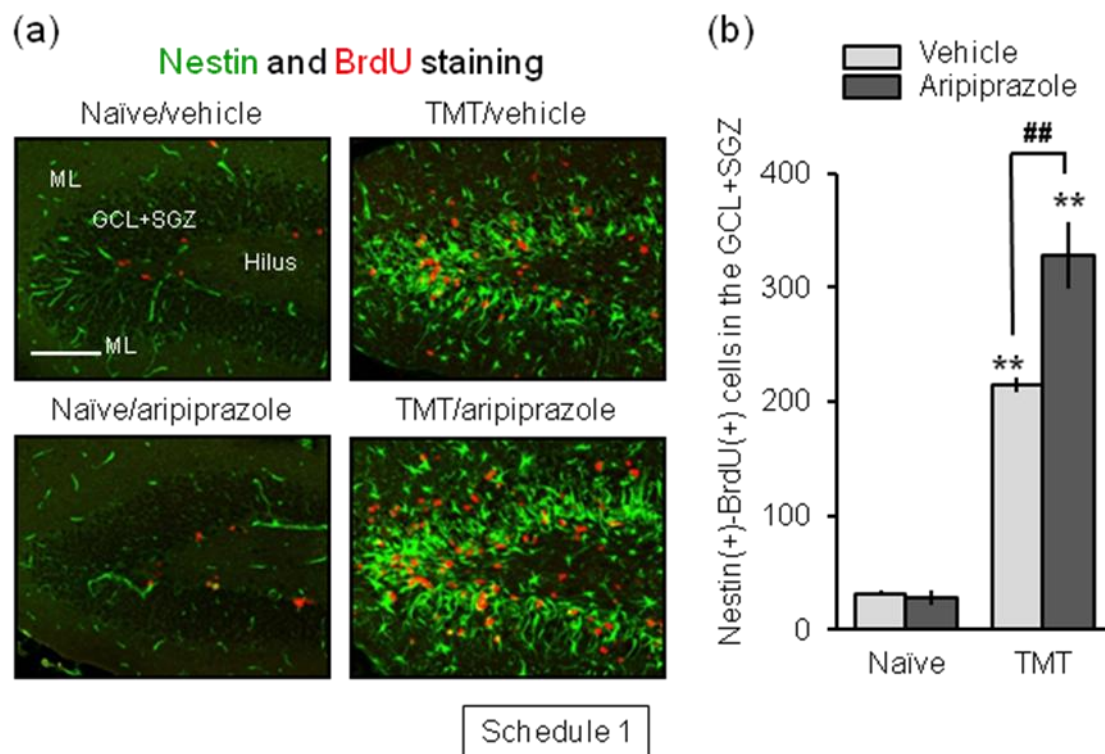 (a)
Nestin and BrdU staining
Naïve/vehicle
TMT/vehicle
ML
GCL+SGZ
Hilus
ML
Naïve/aripiprazole
TMT/aripiprazole
Schedule 1
(b)
Vehicle
Aripiprazole
Nestin(+)-BrdU(+) cells in the GCL+SGZ
400
300
200
100
0
##
**
**
Naïve
TMT